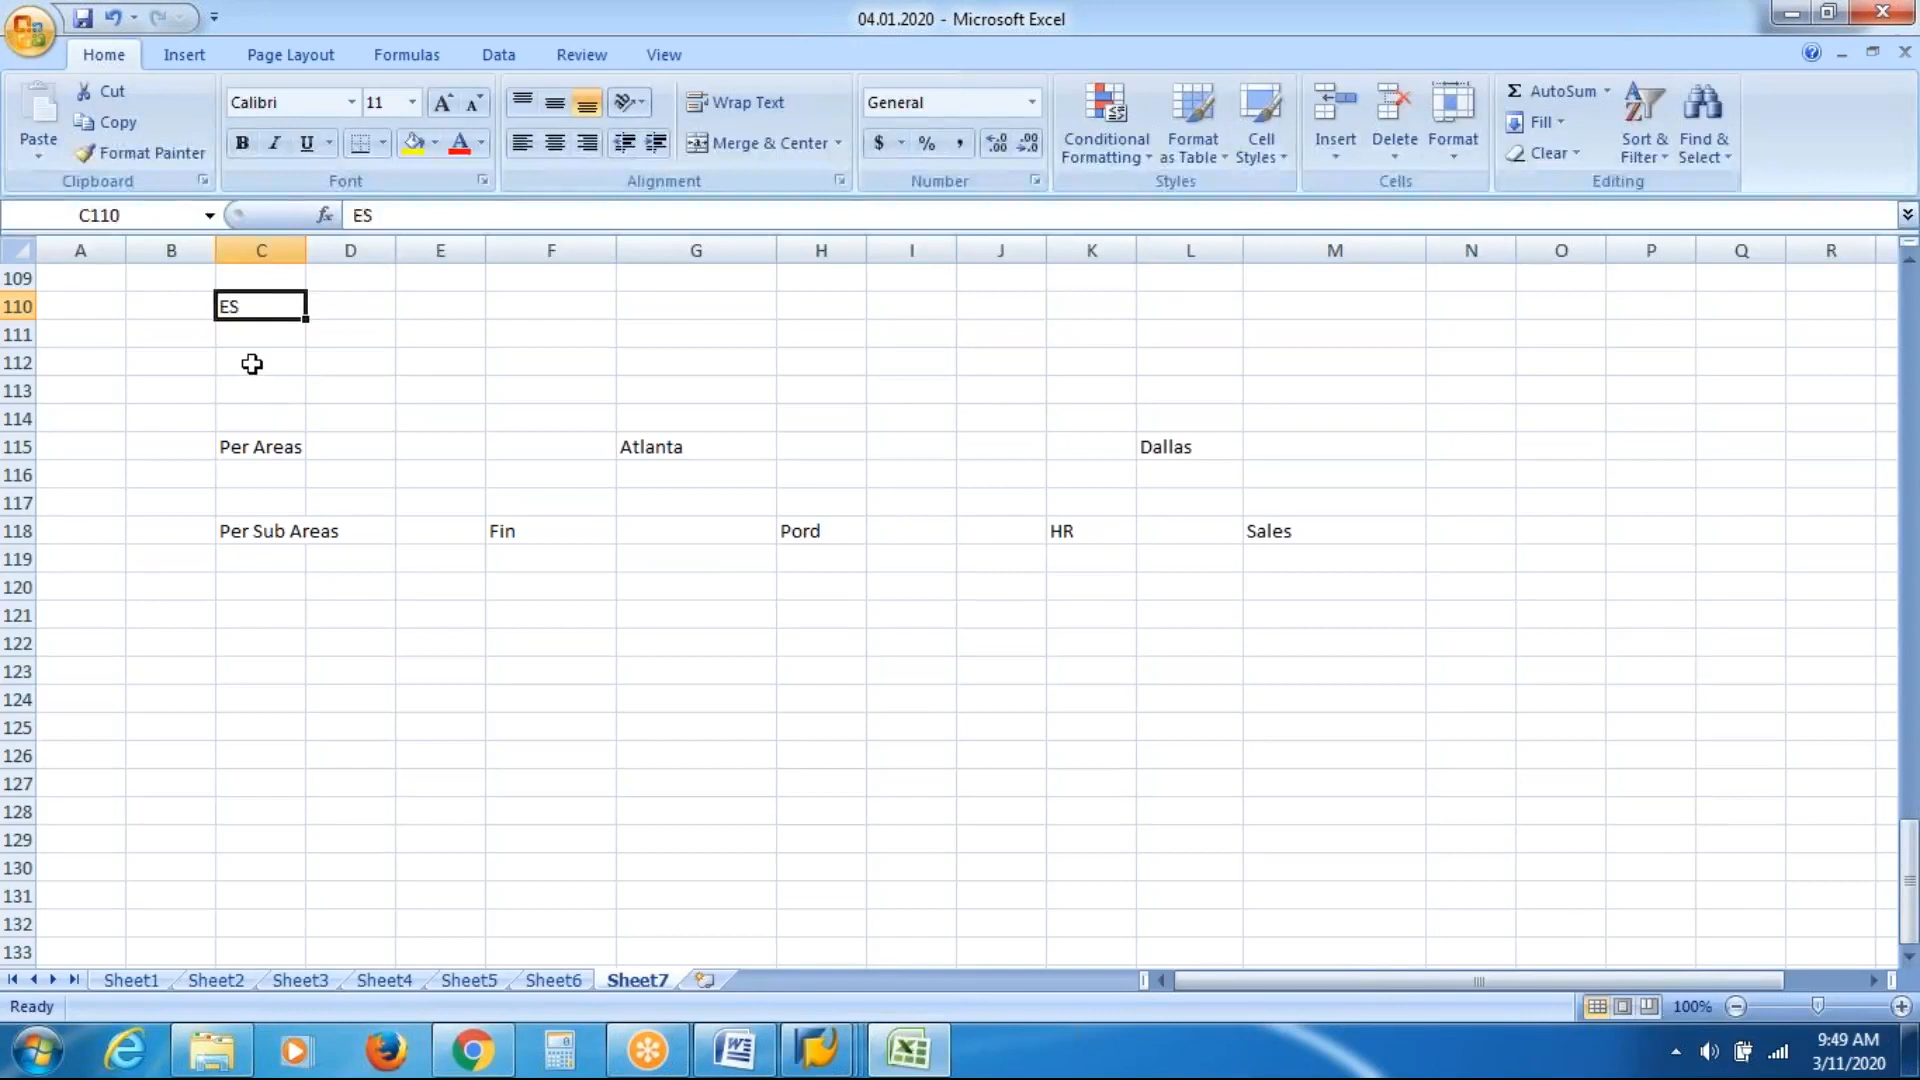 04.01.2020 - Microsoft Excel
Home Insert Page Layout Formulas Data Review View
Paste
Cut
Copy
Format Painter
Clipboard
Calibri 11
B I U
Font
Wrap Text
Merge & Center
Alignment
General
$ % ,
Number
Conditional Formatting
Format as Table
Cell Styles
Styles
Insert Delete Format
Cells
Σ AutoSum
Fill
Clear
Sort & Filter
Find & Select
Editing
C110 fx ES
A B C D E F G H I J K L M N O P Q R
109
110 ES
111
112
113
114
115 Per Areas Atlanta Dallas
116
117
118 Per Sub Areas Fin Pord HR Sales
119
120
121
122
123
124
125
126
127
128
129
130
131
132
133
Sheet1 Sheet2 Sheet3 Sheet4 Sheet5 Sheet6 Sheet7
Ready 100%
9:49 AM
3/11/2020